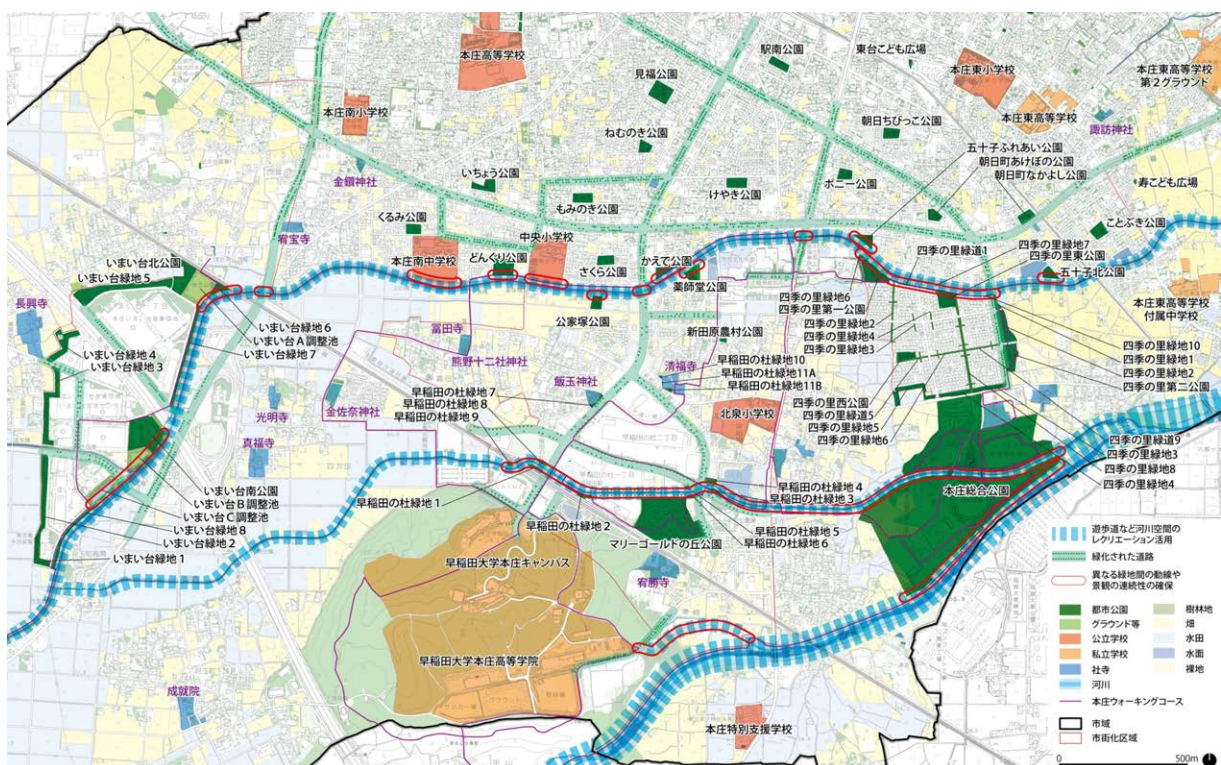 本庄高等学校
駅南公園
東台こども広場
見福公園
本庄東小学校
本庄東高等学校
第2グラウンド
本庄南小学校
本庄東高等学校
朝日ちびっこ公園
諏訪神社
ねむのき公園
五十子ふれあい公園
朝日町あけぼの公園
朝日町なかよし公園
金鑚神社
いちょう公園
けやき公園
ポニー公園
寿こども広場
もみのき公園
くるみ公園
ことぶき公園
宥宝寺
中央小学校
四季の里緑道1
四季の里緑地7
四季の里東公園
いまい台北公園
いまい台緑地5
本庄南中学校
どんぐり公園
さくら公園
かえで公園
五十子北公園
薬師堂公園
長興寺
本庄東高等学校
付属中学校
四季の里緑地6
四季の里第一公園
四季の里緑地2
四季の里緑地4
四季の里緑地3
いまい台緑地6
いまい台A調整池
いまい台緑地7
公家塚公園
富田寺
新田原農村公園
いまい台緑地4
いまい台緑地3
熊野十二社神社
清福寺
早稲田の杜緑地10
早稲田の杜緑地11A
早稲田の杜緑地11B
四季の里緑地10
四季の里緑地1
四季の里緑地2
四季の里第二公園
飯玉神社
早稲田の杜緑地7
早稲田の杜緑地8
早稲田の杜緑地9
金佐奈神社
光明寺
北泉小学校
四季の里西公園
四季の里緑道5
四季の里緑地5
四季の里緑地6
真福寺
四季の里緑道9
四季の里緑地3
四季の里緑地8
四季の里緑地4
いまい台南公園
いまい台B調整池
いまい台C調整池
いまい台緑地8
いまい台緑地2
いまい台緑地1
早稲田の杜緑地1
早稲田の杜緑地4
早稲田の杜緑地3
本庄総合公園
早稲田の杜緑地2
早稲田の杜緑地5
早稲田の杜緑地6
マリーゴールドの丘公園
早稲田大学本庄キャンパス
宥勝寺
早稲田大学本庄高等学院
成就院
本庄特別支援学校
遊歩道など河川空間の
レクリエーション活用
緑化された道路
異なる緑地間の動線や
景観の連続性の確保
都市公園
樹林地
グラウンド等
畑
公立学校
水田
私立学校
水面
社寺
裸地
河川
本庄ウォーキングコース
市域
市街化区域
0
500m